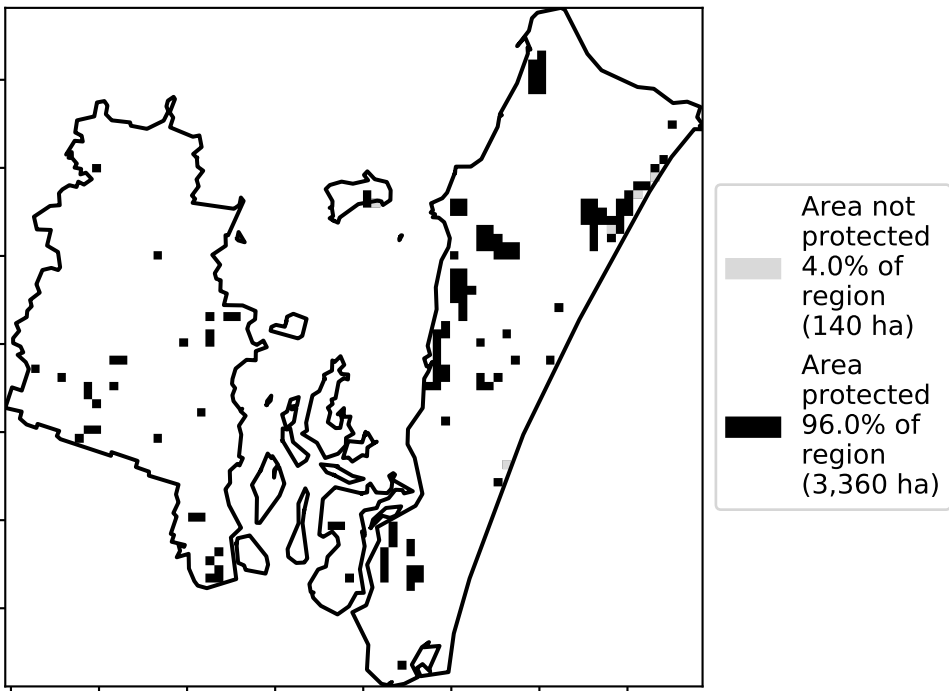 Area not
protected
4.0% of
region
(140 ha)
Area
protected
96.0% of
region
(3,360 ha)